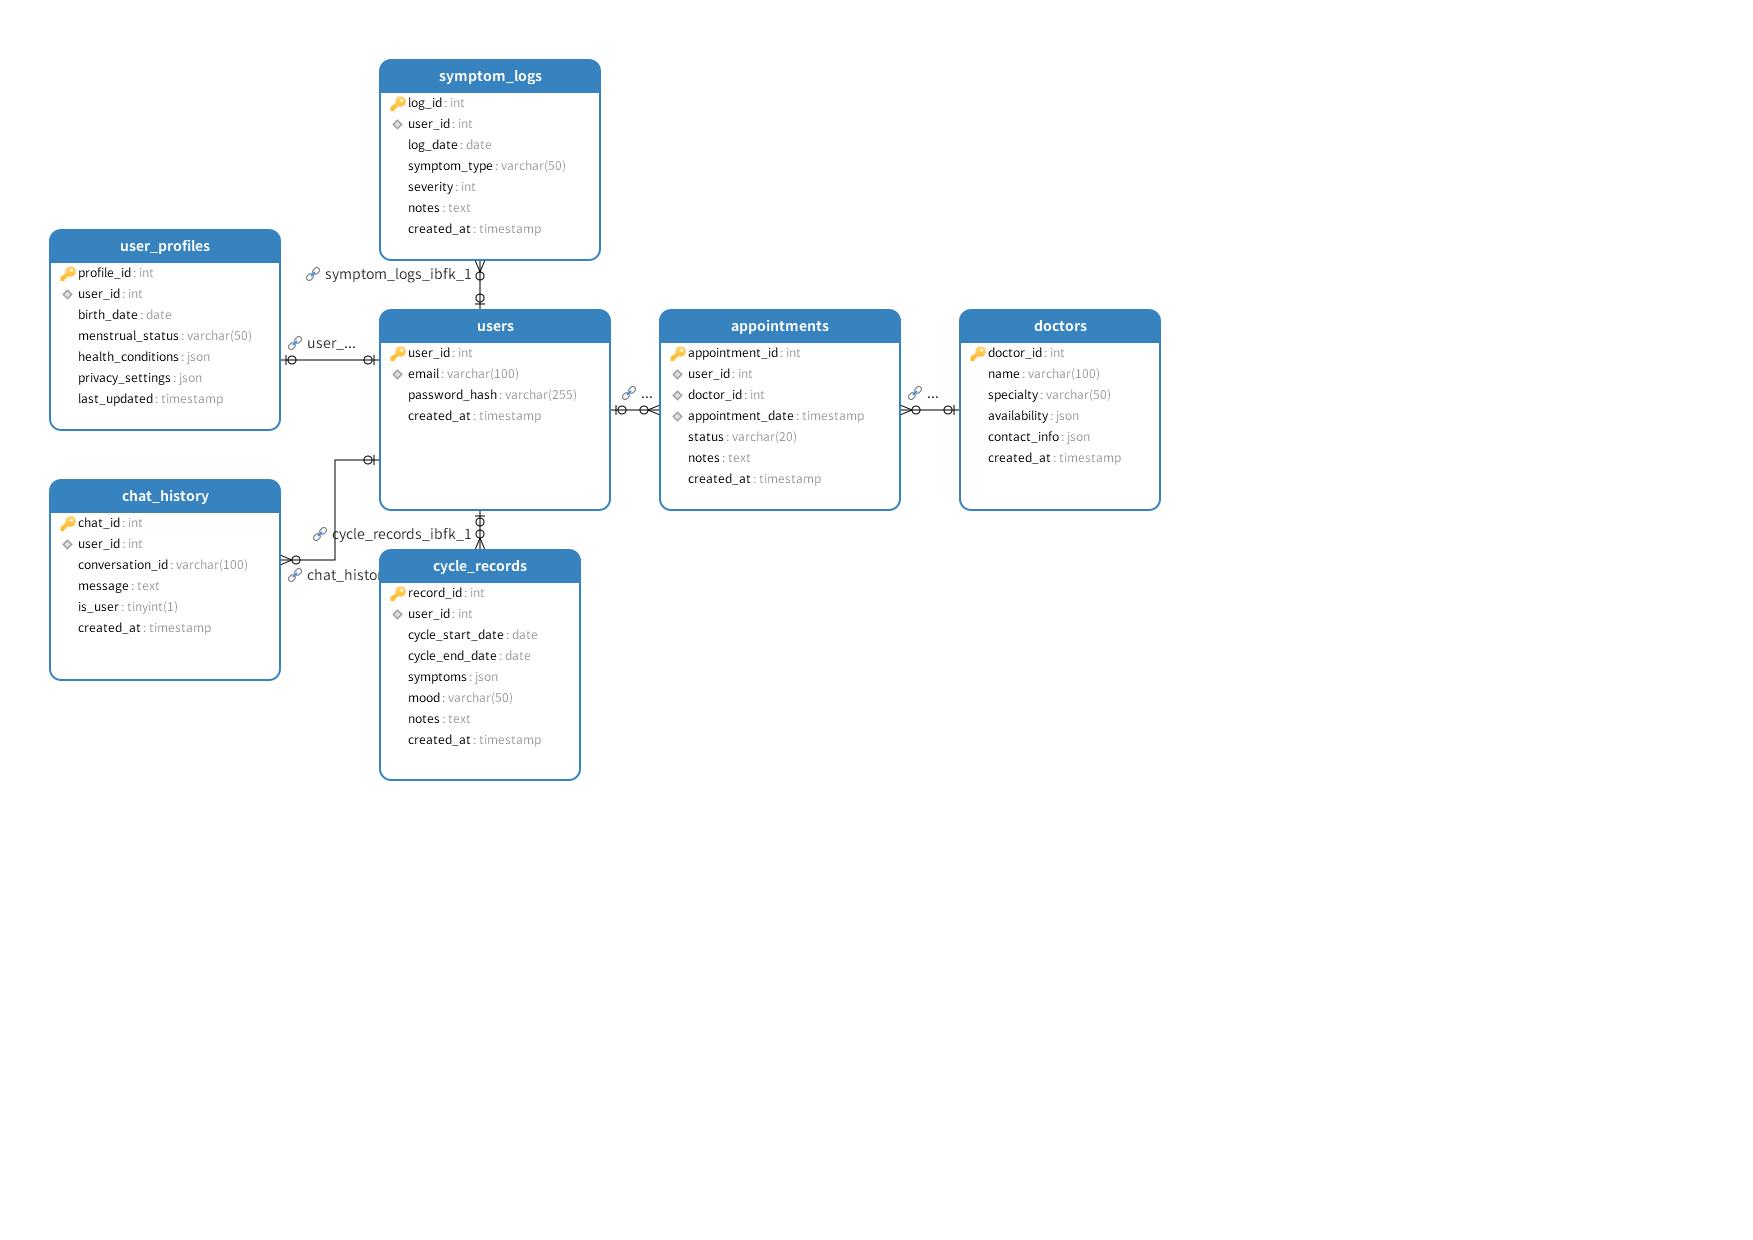 symptom_logs
log_id : int
user_id : int
log_date : date
symptom_type : varchar(50)
severity : int
notes : text
created_at : timestamp
user_profiles
profile_id : int
user_id : int
birth_date : date
menstrual_status : varchar(50)
health_conditions : json
privacy_settings : json
last_updated : timestamp
symptom_logs_ibfk_1
user_...
users
user_id : int
email : varchar(100)
password_hash : varchar(255)
created_at : timestamp
...
appointments
appointment_id : int
user_id : int
doctor_id : int
appointment_date : timestamp
status : varchar(20)
notes : text
created_at : timestamp
...
doctors
doctor_id : int
name : varchar(100)
specialty : varchar(50)
availability : json
contact_info : json
created_at : timestamp
chat_history
chat_id : int
user_id : int
conversation_id : varchar(100)
message : text
is_user : tinyint(1)
created_at : timestamp
cycle_records_ibfk_1
chat_histo
cycle_records
record_id : int
user_id : int
cycle_start_date : date
cycle_end_date : date
symptoms : json
mood : varchar(50)
notes : text
created_at : timestamp